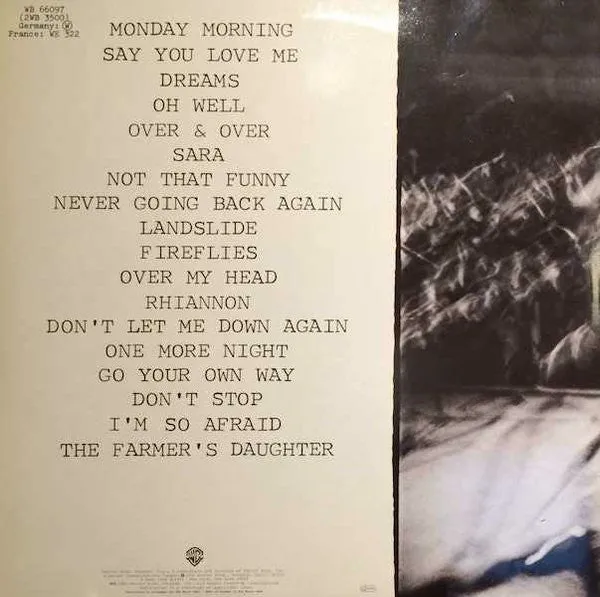 WB 66097
(2WB 3500)
Germany: W
France: WE 322
MONDAY MORNING
SAY YOU LOVE ME
DREAMS
OH WELL
OVER & OVER
SARA
NOT THAT FUNNY
NEVER GOING BACK AGAIN
LANDSLIDE
FIREFLIES
OVER MY HEAD
RHIANNON
DON'T LET ME DOWN AGAIN
ONE MORE NIGHT
GO YOUR OWN WAY
DON'T STOP
I'M SO AFRAID
THE FARMER'S DAUGHTER